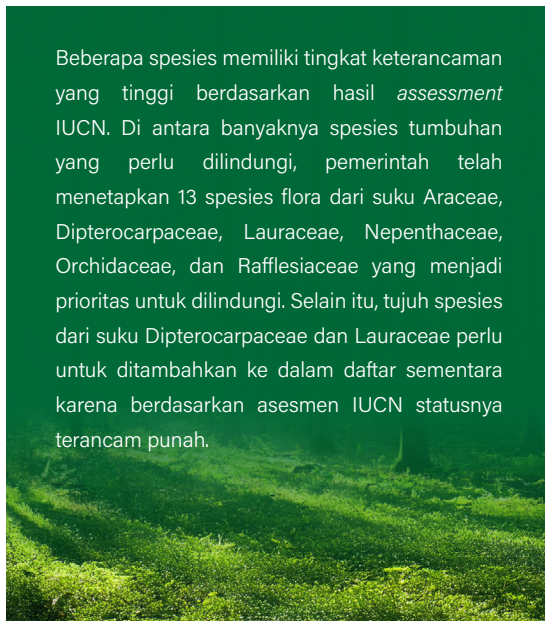 Beberapa spesies memiliki tingkat keterancaman
yang tinggi berdasarkan hasil assessment
IUCN. Di antara banyaknya spesies tumbuhan
yang perlu dilindungi, pemerintah telah
menetapkan 13 spesies flora dari suku Araceae,
Dipterocarpaceae, Lauraceae, Nepenthaceae,
Orchidaceae, dan Rafflesiaceae yang menjadi
prioritas untuk dilindungi. Selain itu, tujuh spesies
dari suku Dipterocarpaceae dan Lauraceae perlu
untuk ditambahkan ke dalam daftar sementara
karena berdasarkan asesmen IUCN statusnya
terancam punah.